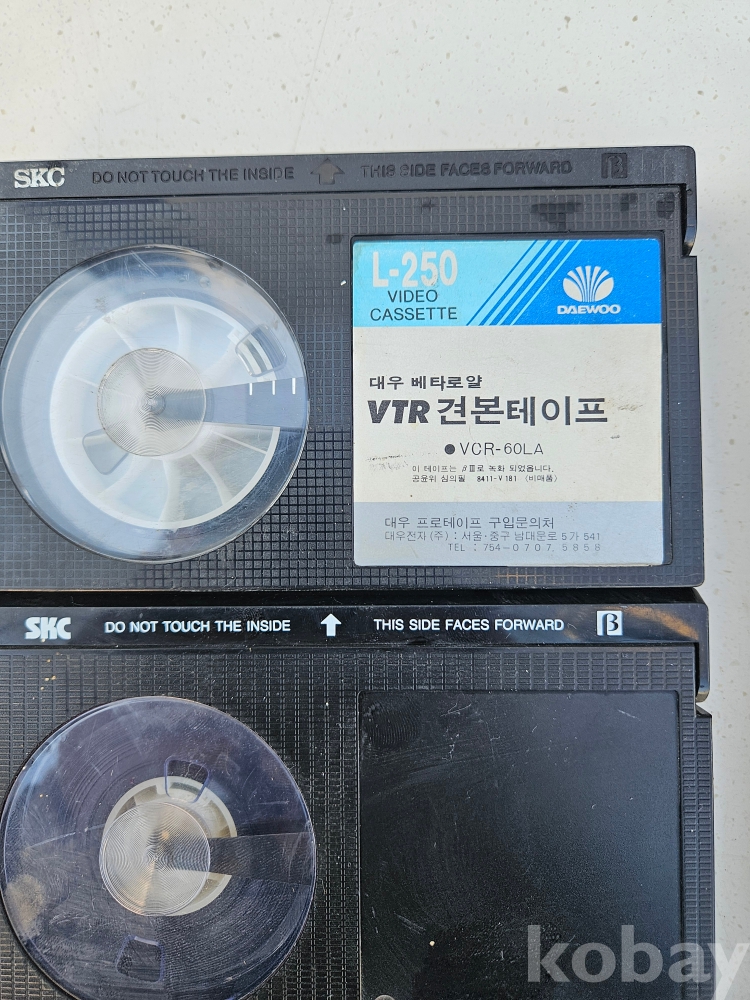 SKC DO NOT TOUCH THE INSIDE THIS SIDE FACES FORWARD β
L-250
VIDEO
CASSETTE
DAEWOO
대우 베타로얄
VTR 견본테이프
● VCR-60LA
이 테이프는 βⅢ로 녹화 되었읍니다.
공윤위 심의필 8411-V181 (비매품)
대우 프로테이프 구입문의처
대우전자(주) : 서울·중구 남대문로 5가 541
TEL : 754-0707, 5858
SKC DO NOT TOUCH THE INSIDE THIS SIDE FACES FORWARD β
kobay